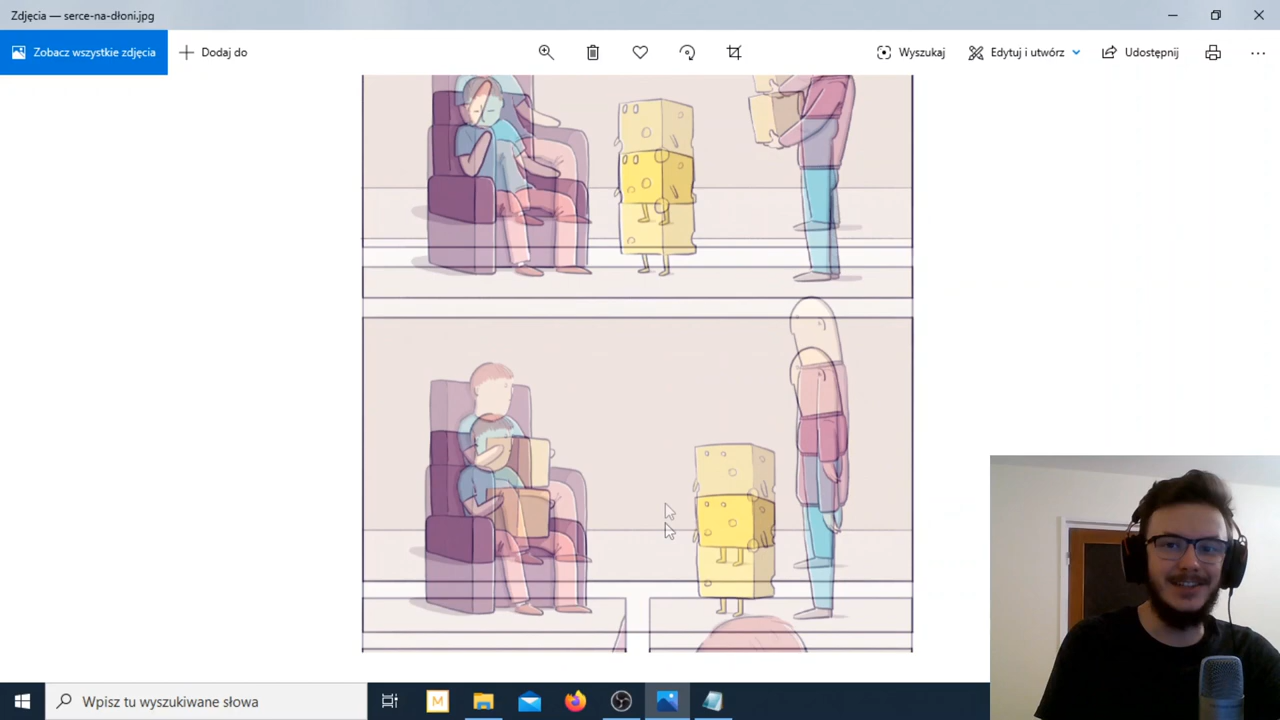 Zdjęcia — serce-na-dłoni.jpg
Zobacz wszystkie zdjęcia
Dodaj do
Wyszukaj
Edytuj i utwórz
Udostępnij
M
Wpisz tu wyszukiwane słowa